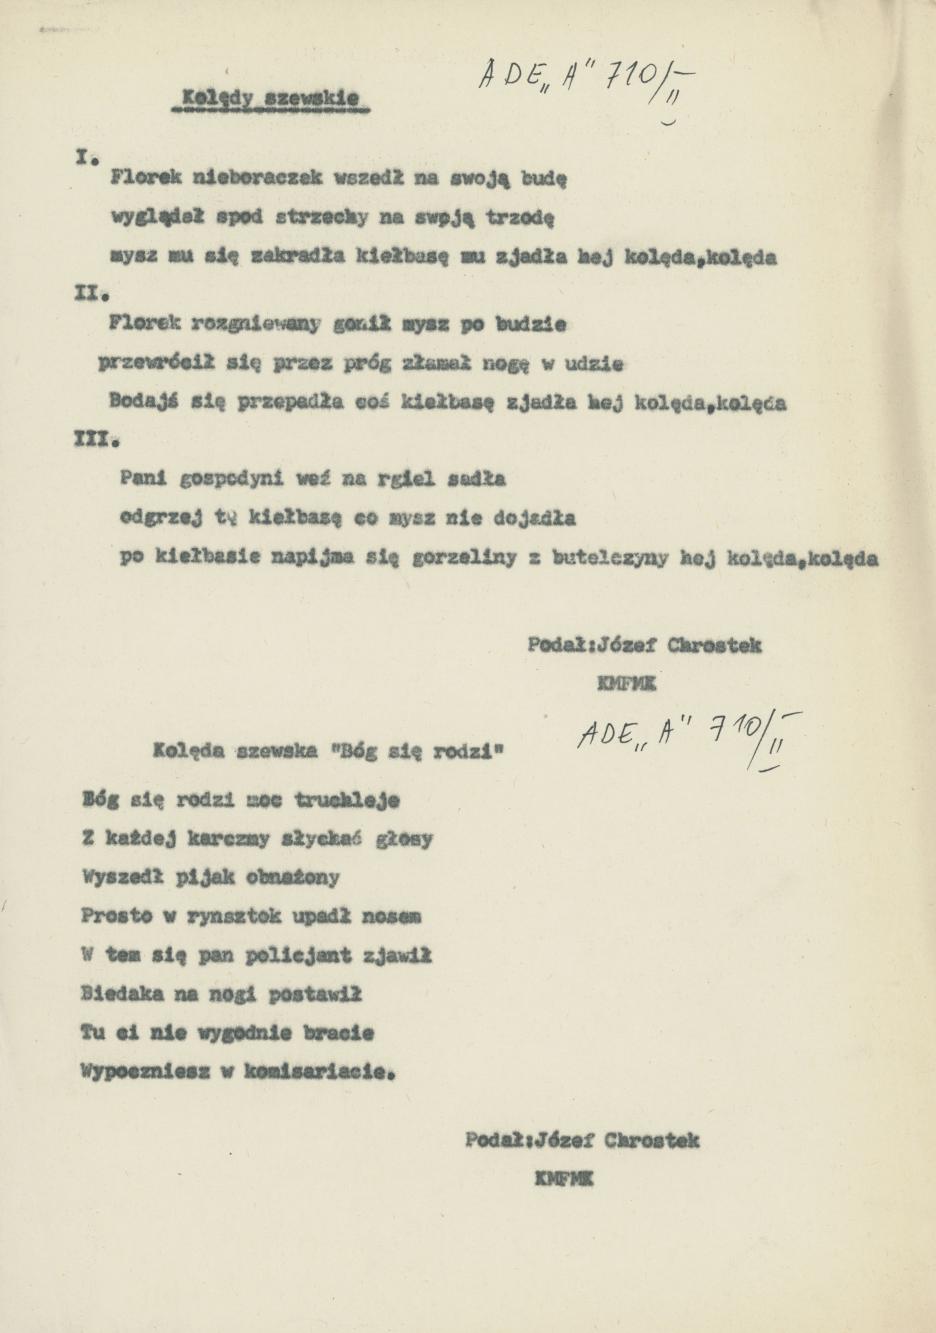 ADE „A" 710/II
Kolędy szewskie
I.
Florek nieboraczek wszedł na swoją budę
wyglądał spod strzechy na swpją trzodę
mysz mu się zakradła kiełbasę mu zjadła hej kolęda,kolęda
II.
Florek rozgniewany gonił mysz po budzie
przewrócił się przez próg złamał nogę w udzie
Bodajś się przepadła coś kiełbasę zjadła hej kolęda,kolęda
III.
Pani gospodyni weź na rgiel sadła
odgrzej tę kiełbasę co mysz nie dojadła
po kiełbasie napijma się gorzeliny z butelczyny hej kolęda,kolęda
Podał:Józef Chrostek
KMFMK
ADE „A" 710/II
Kolęda szewska "Bóg się rodzi"
Bóg się rodzi moc truchleje
Z każdej karczmy słychać głosy
Wyszedł pijak obnażony
Prosto w rynsztok upadł nosem
W tem się pan policjant zjawił
Biedaka na nogi postawił
Tu ci nie wygodnie bracie
Wypoczniesz w komisariacie.
Podał:Józef Chrostek
KMFMK